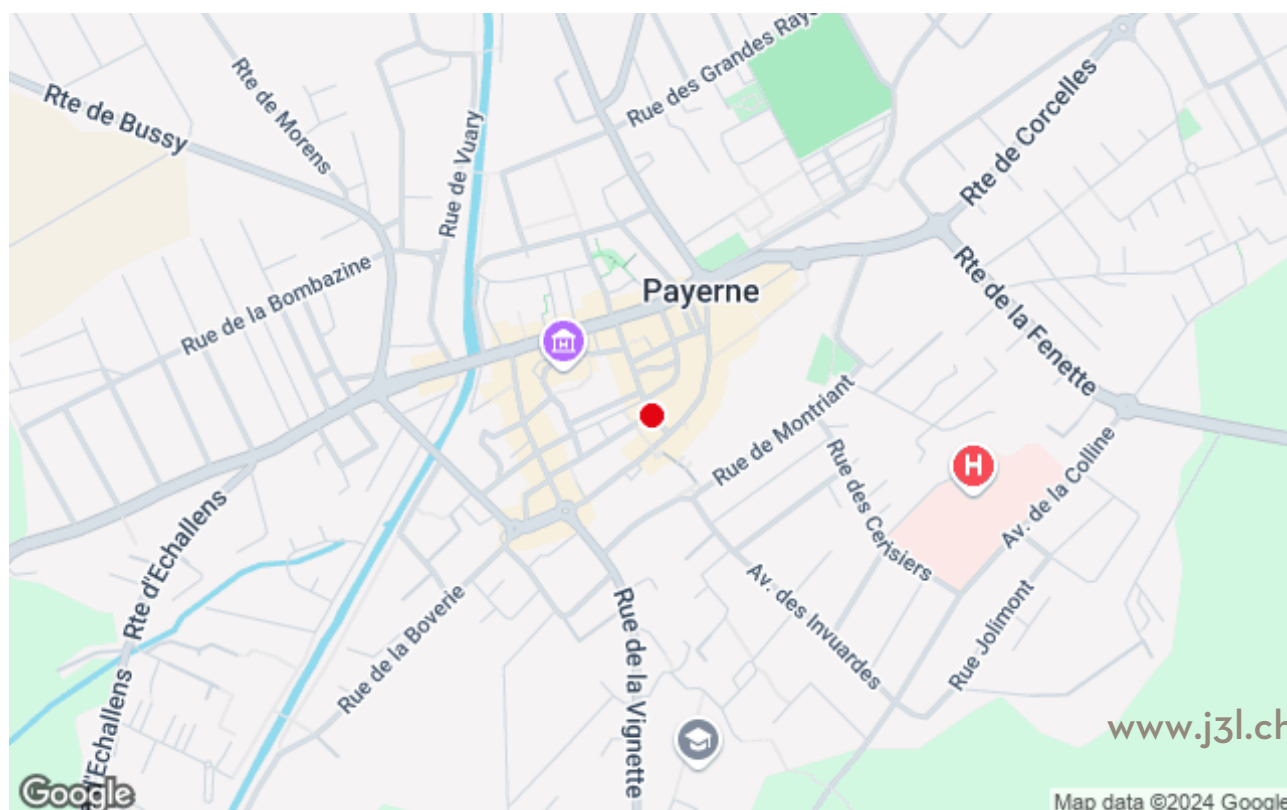 Rue des Grandes Ray
Rte de Morens
Rte de Bussy
Rue de Vuary
Rte de Corcelles
Rue de la Bombazine
Payerne
Rte de la Fenette
H
Rue de Montriant
Rue des Cerisiers
H
Av. de la Colline
Rte d'Echallens
Av. des Invuardes
Rue de la Boverie
Rue de la Vignette
Rue Jolimont
e d'Echallens
www.j3l.ch
Google
Map data ©2024 Google